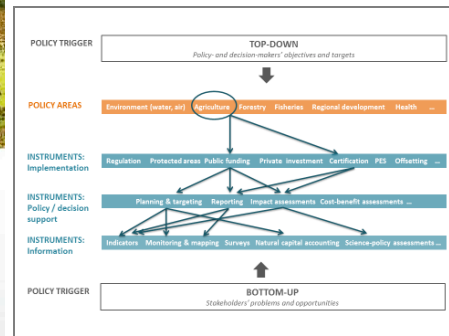 POLICY TRIGGER
TOP-DOWN
Policy- and decision-makers' objectives and targets
POLICY AREAS
Environment (water, air) Agriculture Forestry Fisheries Regional development Health ...
INSTRUMENTS:
Implementation
Regulation Protected areas Public funding Private investment Certification PES Offsetting ...
INSTRUMENTS:
Policy / decision
support
Planning & targeting Reporting Impact assessments Cost-benefit assessments ...
INSTRUMENTS:
Information
Indicators Monitoring & mapping Surveys Natural capital accounting Science-policy assessments ...
POLICY TRIGGER
BOTTOM-UP
Stakeholders' problems and opportunities